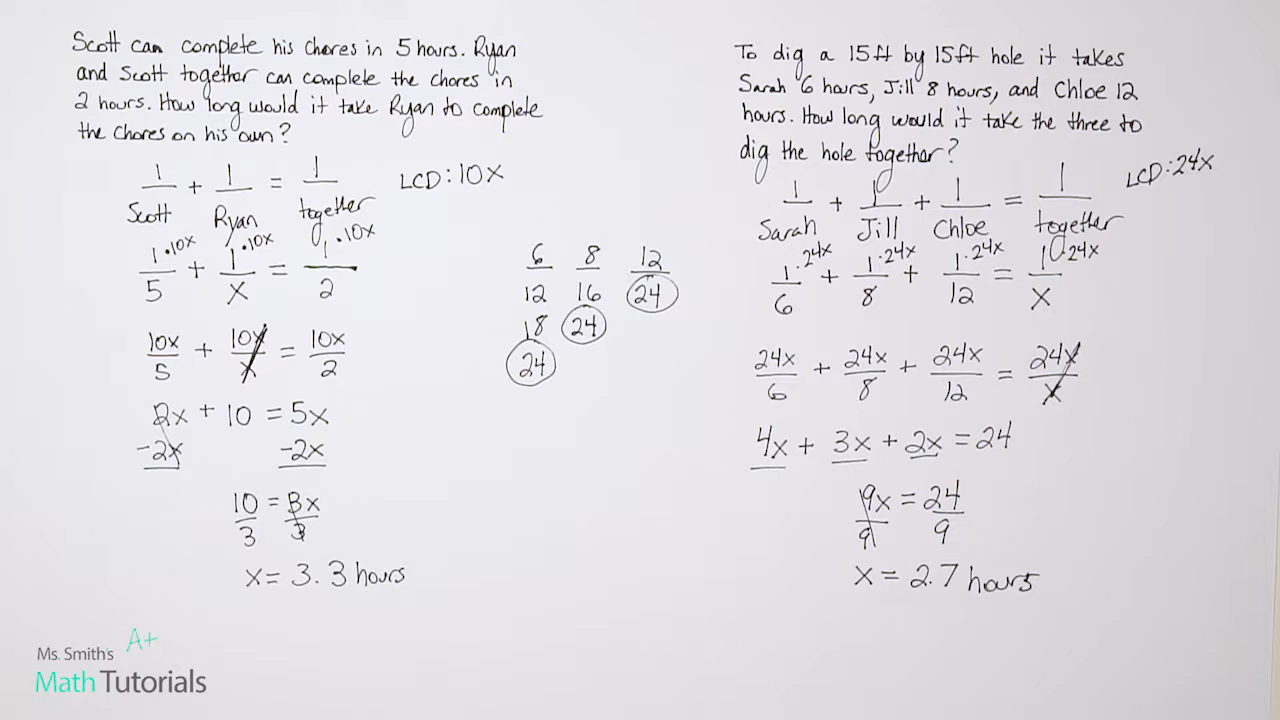 Scott can complete his chores in 5 hours. Ryan
and Scott together can complete the chores in
2 hours. How long would it take Ryan to complete
the chores on his own?
1/Scott + 1/Ryan = 1/together
LCD: 10x
1·10x/5 + 1·10x/x = 1·10x/2
10x/5 + 10x/x = 10x/2
2x + 10 = 5x
-2x -2x
10/3 = 3x/3
x = 3.3 hours
6 8 12
12 16 24
18 24
24
To dig a 15ft by 15ft hole it takes
Sarah 6 hours, Jill 8 hours, and Chloe 12
hours. How long would it take the three to
dig the hole together?
1/Sarah + 1/Jill + 1/Chloe = 1/together
LCD: 24x
1·24x/6 + 1·24x/8 + 1·24x/12 = 1·24x/x
24x/6 + 24x/8 + 24x/12 = 24x/x
4x + 3x + 2x = 24
9x/9 = 24/9
x = 2.7 hours
Ms. Smith's A+
Math Tutorials